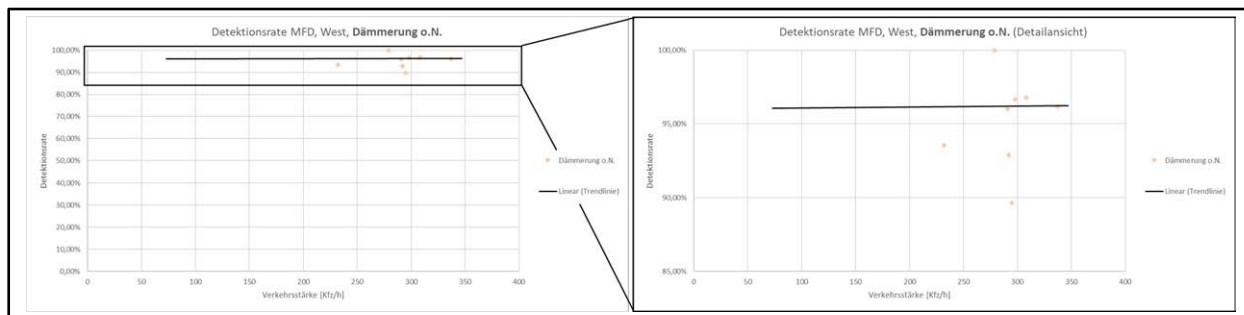 Detektionsrate MFD, West, Dämmerung o.N.
100,00%
90,00%
80,00%
70,00%
60,00%
50,00%
40,00%
30,00%
20,00%
10,00%
0,00%
Detektionsrate
0 50 100 150 200 250 300 350 400
Verkehrsstärke [Kfz/h]
Dämmerung o.N.
Linear (Trendlinie)
Detektionsrate MFD, West, Dämmerung o.N. (Detailansicht)
100,00%
95,00%
90,00%
85,00%
Detektionsrate
0 50 100 150 200 250 300 350 400
Verkehrsstärke [Kfz/h]
Dämmerung o.N.
Linear (Trendlinie)